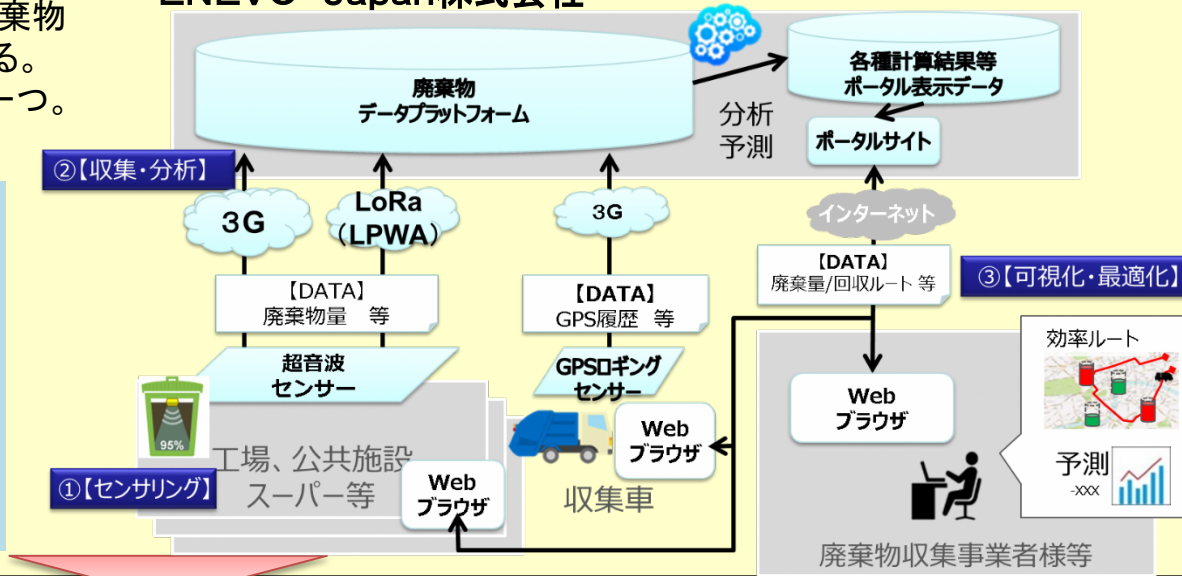 棄物
る。
一つ。
ENEVO Japan株式会社
廃棄物
データプラットフォーム
各種計算結果等
ポータル表示データ
分析
予測
ポータルサイト
②【収集・分析】
3G
LoRa
(LPWA)
3G
インターネット
【DATA】
廃棄物量 等
【DATA】
GPS履歴 等
【DATA】
廃棄量/回収ルート 等
③【可視化・最適化】
超音波
センサー
GPSロギング
センサー
効率ルート
Web
ブラウザ
Web
ブラウザ
95%
工場、公共施設
スーパー等
①【センサリング】
Web
ブラウザ
収集車
予測
-xxx
廃棄物収集事業者様等